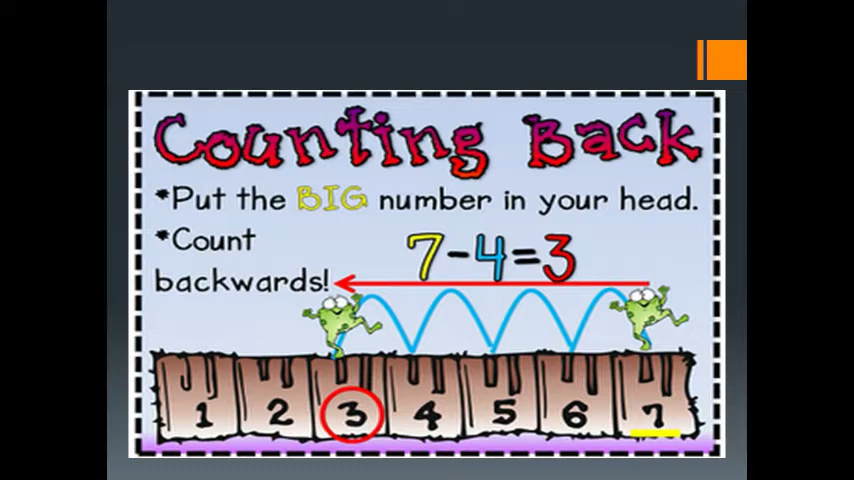 Counting Back
*Put the BIG number in your head.
*Count
backwards!
7-4=3
1 2 3 4 5 6 7